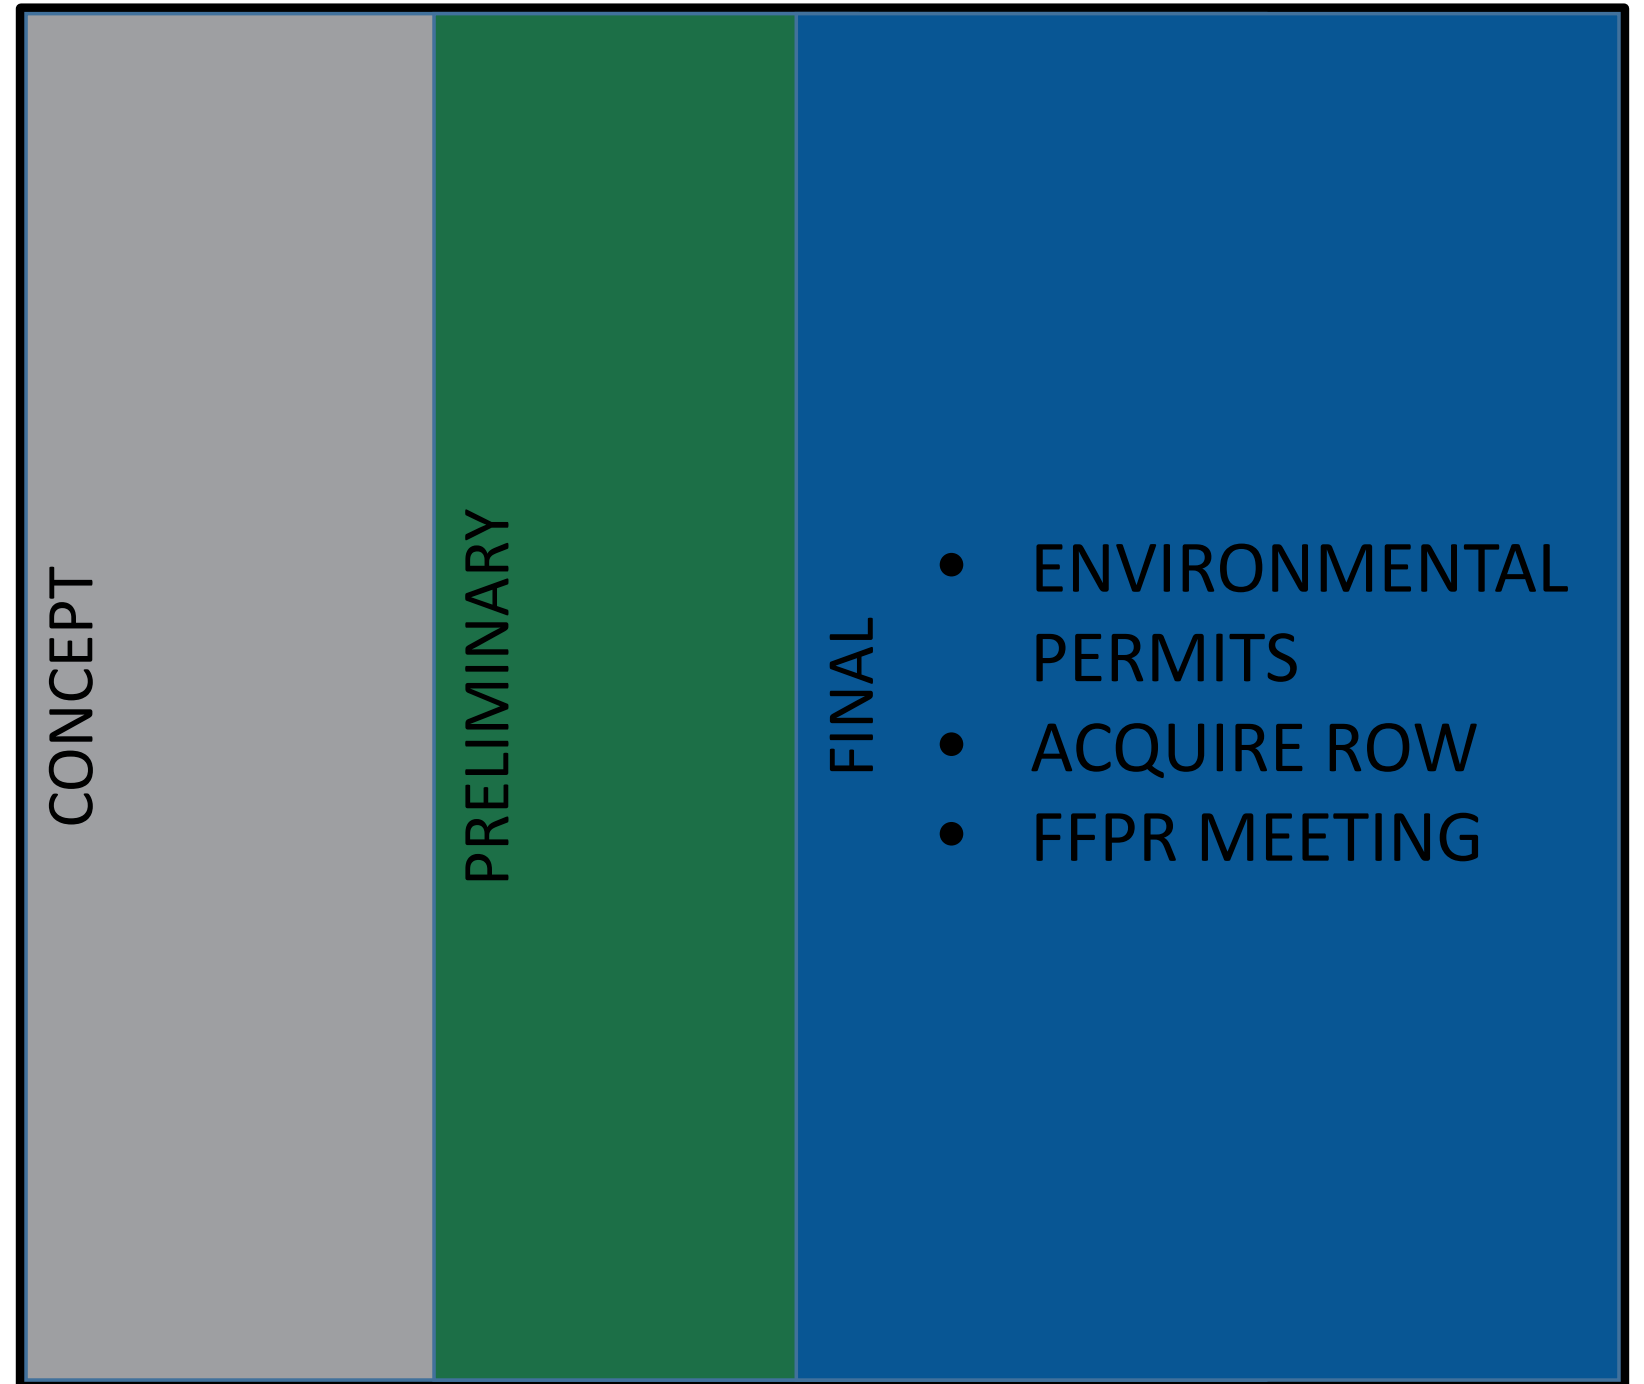 CONCEPT
PRELIMINARY
FINAL
• ENVIRONMENTAL
PERMITS
• ACQUIRE ROW
• FFPR MEETING